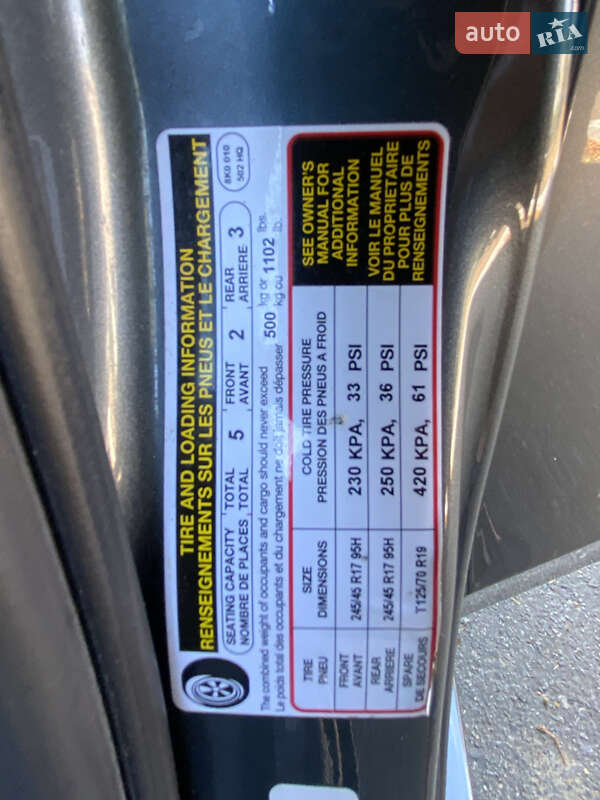 auto RIA.com
TIRE AND LOADING INFORMATION
RENSEIGNEMENTS SUR LES PNEUS ET LE CHARGEMENT
8K0 010
502 HQ
SEATING CAPACITY TOTAL 5 FRONT 2 REAR 3
NOMBRE DE PLACES TOTAL AVANT ARRIERE
The combined weight of occupants and cargo should never exceed 500 kg or 1102 lbs.
Le poids total des occupants et du chargement ne doit jamais dépasser kg ou lb.
TIRE SIZE COLD TIRE PRESSURE
PNEU DIMENSIONS PRESSION DES PNEUS A FROID
FRONT
AVANT 245/45 R17 95H 230 KPA, 33 PSI
REAR
ARRIERE 245/45 R17 95H 250 KPA, 36 PSI
SPARE
DE SECOURS T125/70 R19 420 KPA, 61 PSI
SEE OWNER'S
MANUAL FOR
ADDITIONAL
INFORMATION
VOIR LE MANUEL
DU PROPRIETAIRE
POUR PLUS DE
RENSEIGNEMENTS